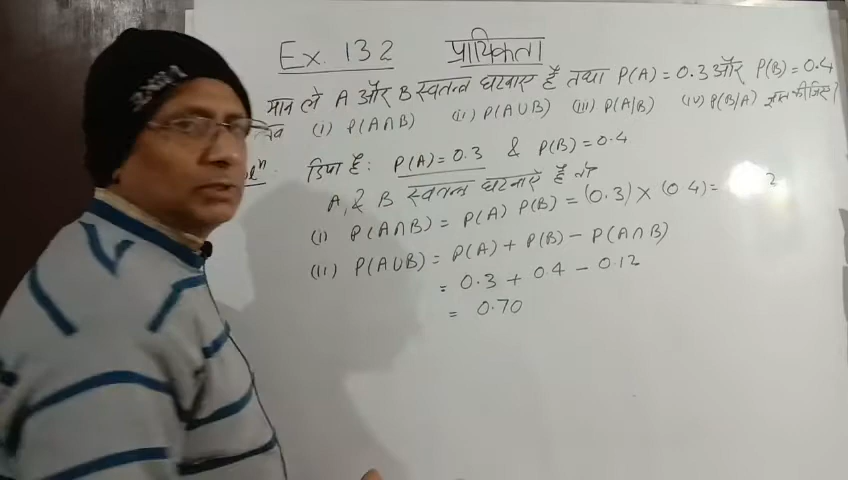 Ex. 13.2 प्रायिकता
मान लें A और B स्वतन्त्र घटनाएं हैं तथा P(A) = 0.3 और P(B) = 0.4
तब (i) P(A∩B) (ii) P(A∪B) (iii) P(A|B) (iv) P(B|A) ज्ञात कीजिए।
दिया है: P(A) = 0.3 & P(B) = 0.4
A, & B स्वतन्त्र घटनाएं हैं तो
(i) P(A∩B) = P(A) P(B) = (0.3) × (0.4) = 2
(ii) P(A∪B) = P(A) + P(B) – P(A∩B)
= 0.3 + 0.4 – 0.12
= 0.70